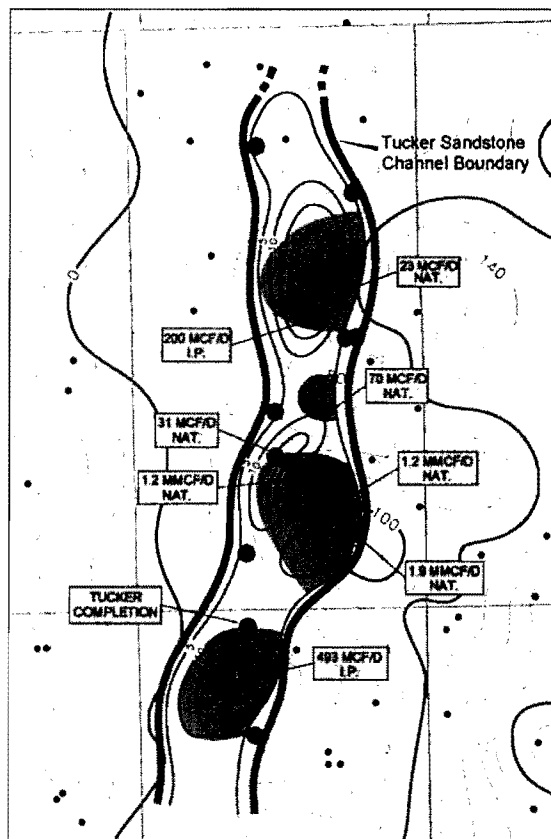 Tucker Sandstone
Channel Boundary
0
140
23 MCF/D
NAT.
200 MCF/D
I.P.
70 MCF/D
NAT.
31 MCF/D
NAT.
1.2 MMCF/D
NAT.
1.2 MMCF/D
NAT.
-100
1.9 MMCF/D
NAT.
TUCKER
COMPLETION
493 MCF/D
I.P.